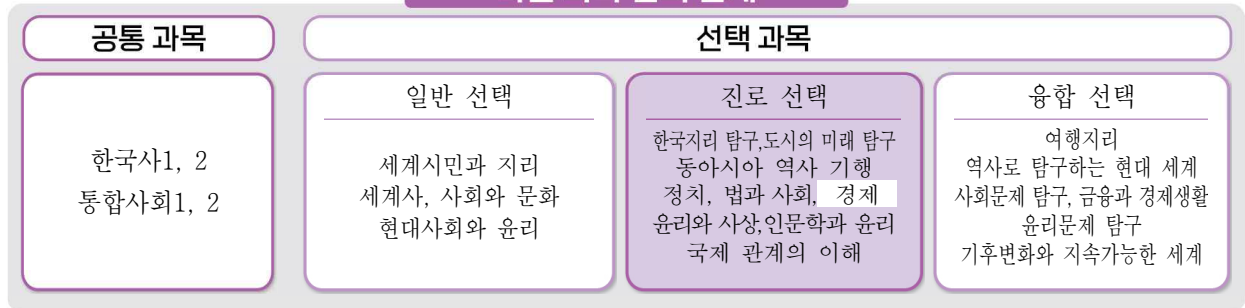 공통 과목
선택 과목
한국사1, 2
통합사회1, 2
일반 선택
세계시민과 지리
세계사, 사회와 문화
현대사회와 윤리
진로 선택
한국지리 탐구,도시의 미래 탐구
동아시아 역사 기행
정치, 법과 사회, 경제
윤리와 사상,인문학과 윤리
국제 관계의 이해
융합 선택
여행지리
역사로 탐구하는 현대 세계
사회문제 탐구, 금융과 경제생활
윤리문제 탐구
기후변화와 지속가능한 세계